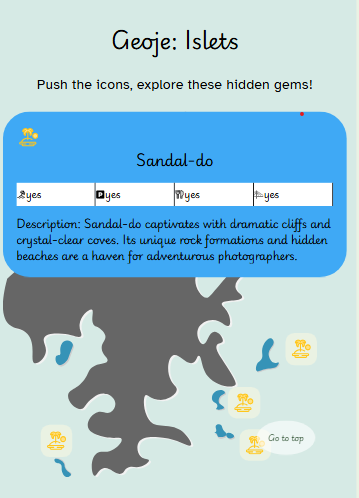 Geoje: Islets
Push the icons, explore these hidden gems!
Sandal-do
yes P yes yes yes
Description: Sandal-do captivates with dramatic cliffs and
crystal-clear coves. Its unique rock formations and hidden
beaches are a haven for adventurous photographers.
Go to top